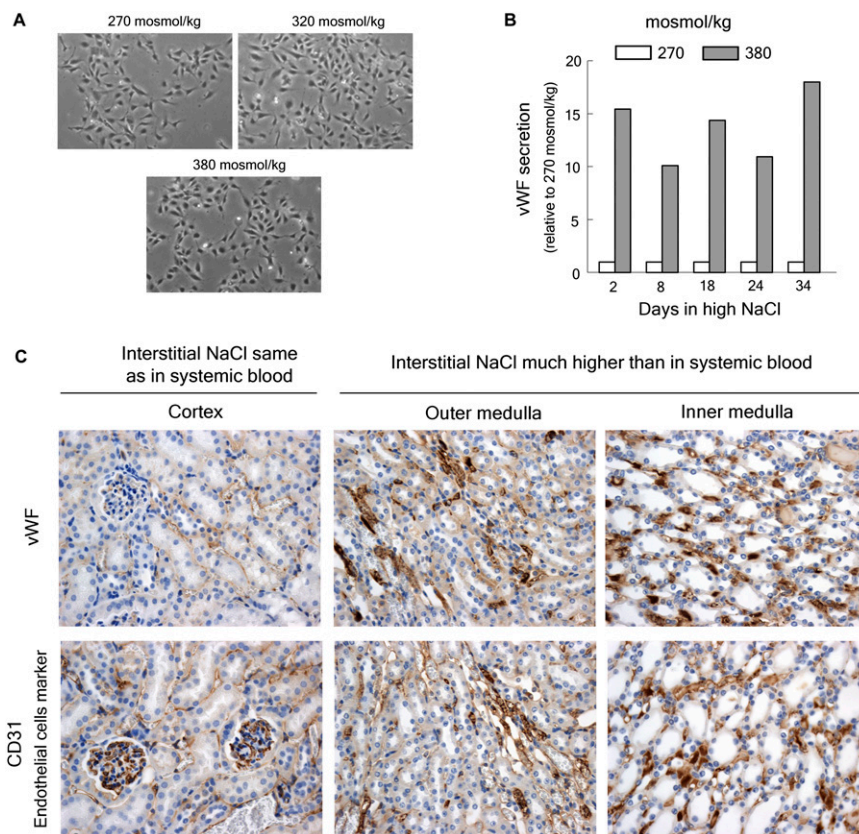 A
270 mosmol/kg
320 mosmol/kg
380 mosmol/kg
B
mosmol/kg
270
380
vWF secretion
(relative to 270 mosmol/kg)
20
15
10
5
0
2
8
18
24
34
Days in high NaCl
C
Interstitial NaCl same
as in systemic blood
Interstitial NaCl much higher than in systemic blood
Cortex
Outer medulla
Inner medulla
vWF
CD31
Endothelial cells marker